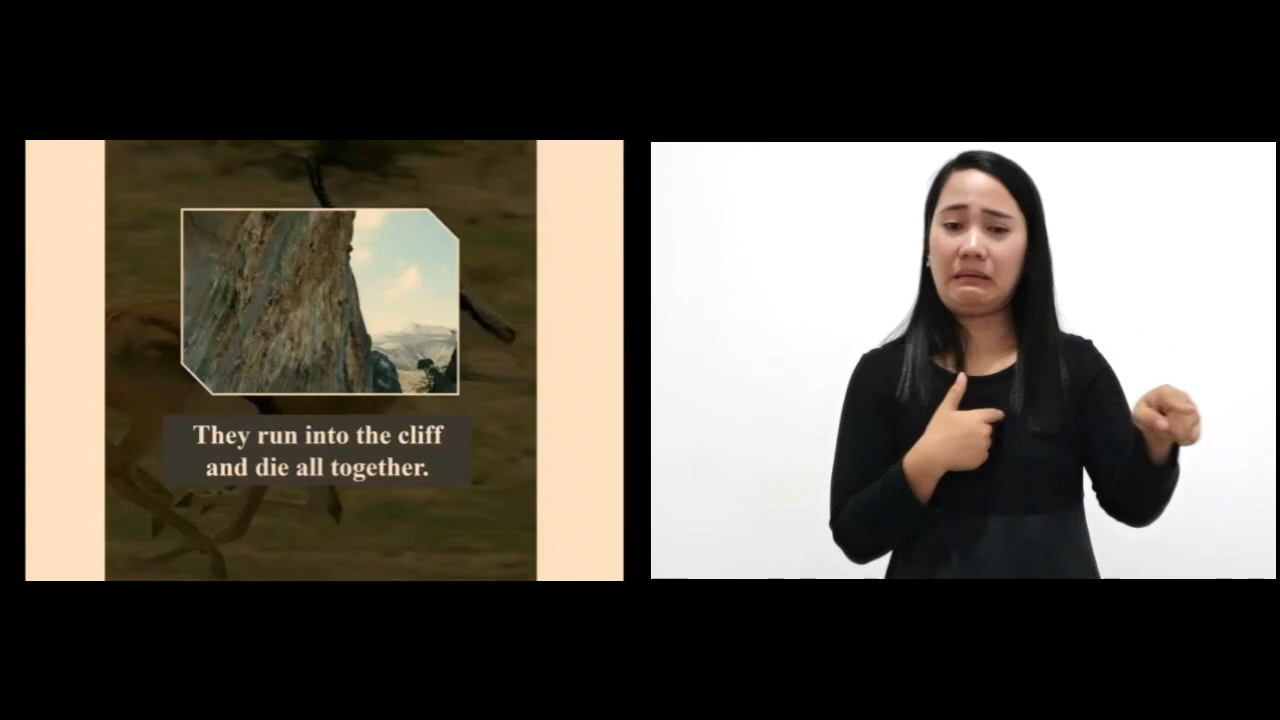 They run into the cliff
and die all together.